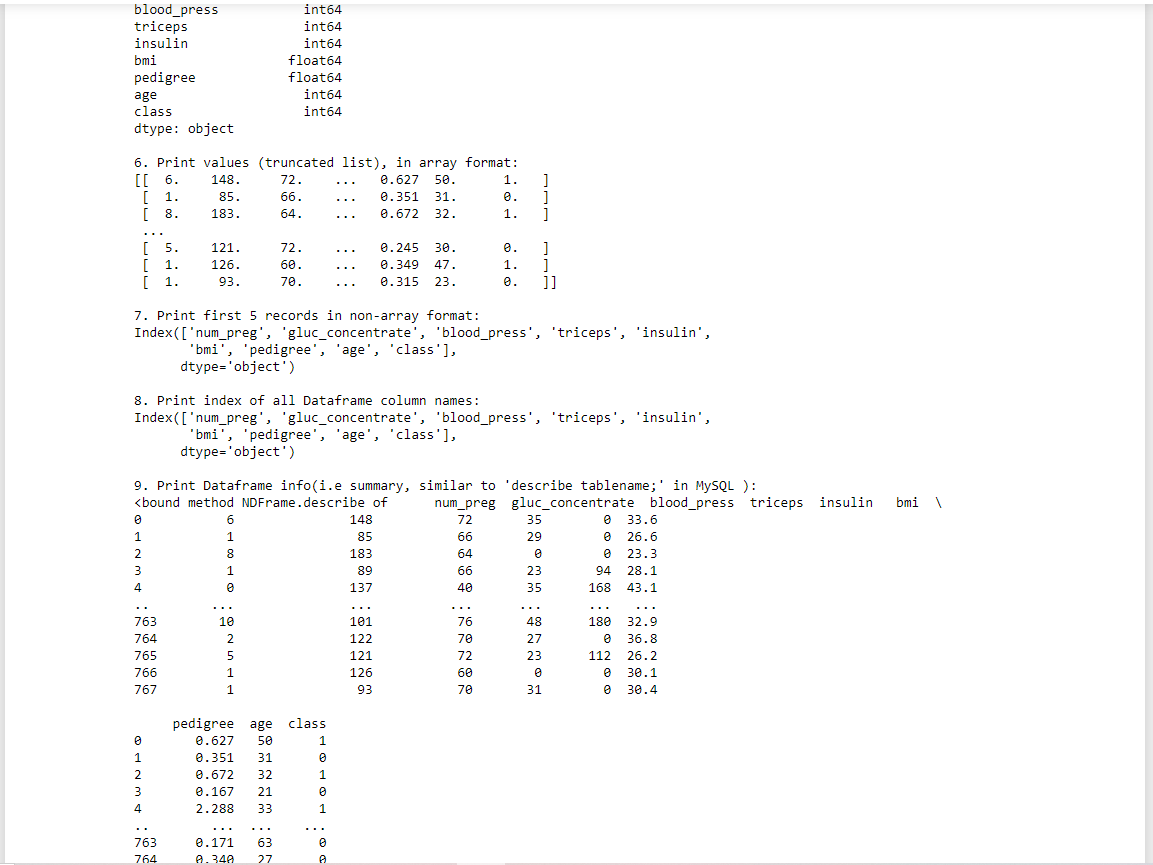 blood_press           int64
triceps               int64
insulin               int64
bmi                 float64
pedigree            float64
age                   int64
class                 int64
dtype: object
6. Print values (truncated list), in array format:
[[  6.    148.     72.    ...   0.627  50.      1.   ]
 [  1.     85.     66.    ...   0.351  31.      0.   ]
 [  8.    183.     64.    ...   0.672  32.      1.   ]
 ...
 [  5.    121.     72.    ...   0.245  30.      0.   ]
 [  1.    126.     60.    ...   0.349  47.      1.   ]
 [  1.     93.     70.    ...   0.315  23.      0.   ]]
7. Print first 5 records in non-array format:
Index(['num_preg', 'gluc_concentrate', 'blood_press', 'triceps', 'insulin',
       'bmi', 'pedigree', 'age', 'class'],
      dtype='object')
8. Print index of all Dataframe column names:
Index(['num_preg', 'gluc_concentrate', 'blood_press', 'triceps', 'insulin',
       'bmi', 'pedigree', 'age', 'class'],
      dtype='object')
9. Print Dataframe info(i.e summary, similar to 'describe tablename;' in MySQL ):
<bound method NDFrame.describe of      num_preg  gluc_concentrate  blood_press  triceps  insulin   bmi  \
0           6               148           72       35        0  33.6
1           1                85           66       29        0  26.6
2           8               183           64        0        0  23.3
3           1                89           66       23       94  28.1
4           0               137           40       35      168  43.1
..        ...               ...          ...      ...      ...   ...
763        10               101           76       48      180  32.9
764         2               122           70       27        0  36.8
765         5               121           72       23      112  26.2
766         1               126           60        0        0  30.1
767         1                93           70       31        0  30.4
     pedigree  age  class
0       0.627   50      1
1       0.351   31      0
2       0.672   32      1
3       0.167   21      0
4       2.288   33      1
..        ...  ...    ...
763     0.171   63      0
764     0.340   27      0